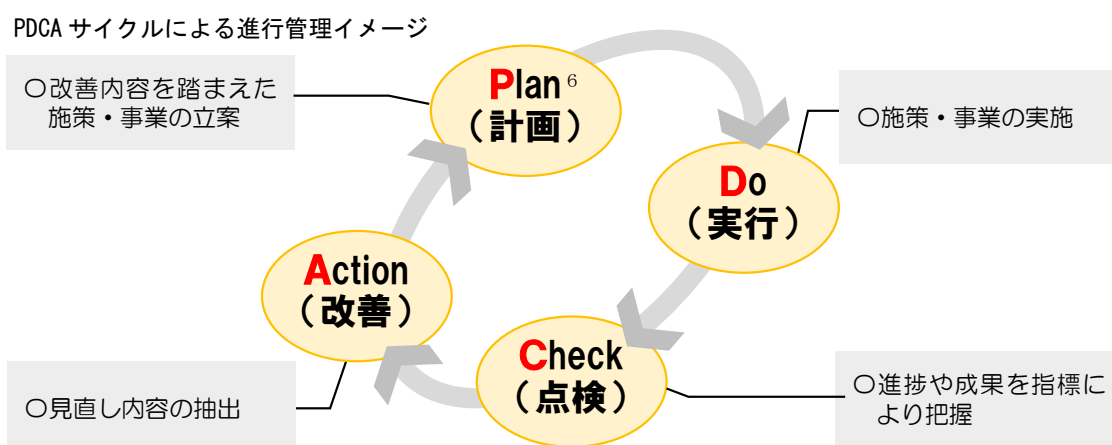 PDCA サイクルによる進行管理イメージ
〇改善内容を踏まえた
施策・事業の立案
Plan⁶
（計画）
Do
（実行）
〇施策・事業の実施
Action
（改善）
Check
（点検）
〇見直し内容の抽出
〇進捗や成果を指標に
より把握